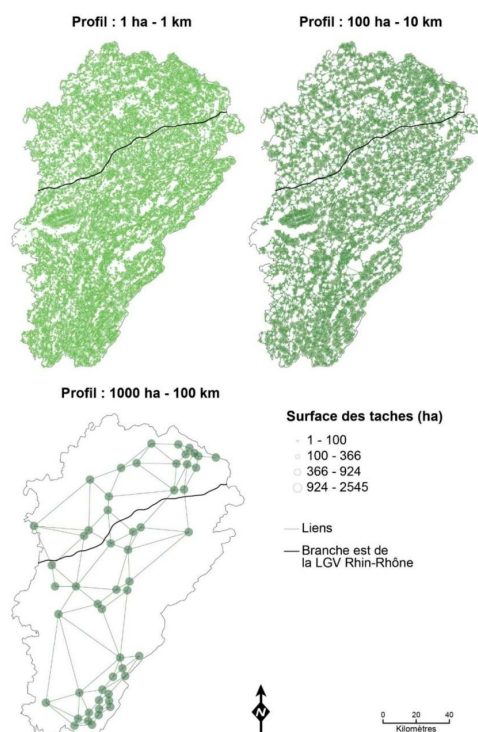 Profil : 1 ha - 1 km
Profil : 100 ha - 10 km
Profil : 1000 ha - 100 km
Surface des taches (ha)
1 - 100
100 - 366
366 - 924
924 - 2545
Liens
Branche est de
la LGV Rhin-Rhône
N
0 20 40
Kilomètres